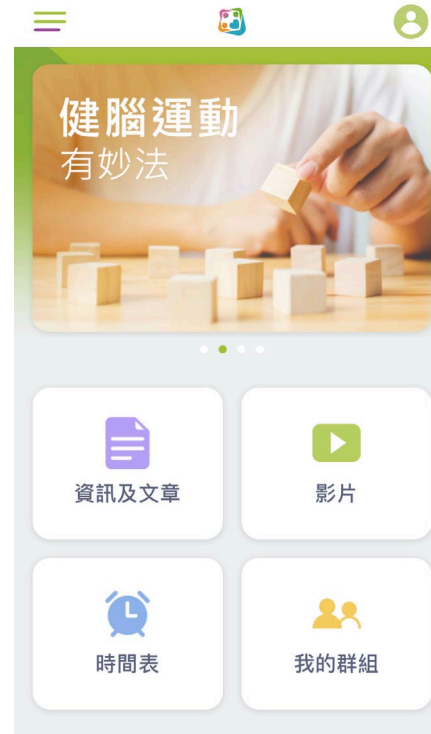 健腦運動
有妙法
資訊及文章
影片
時間表
我的群組